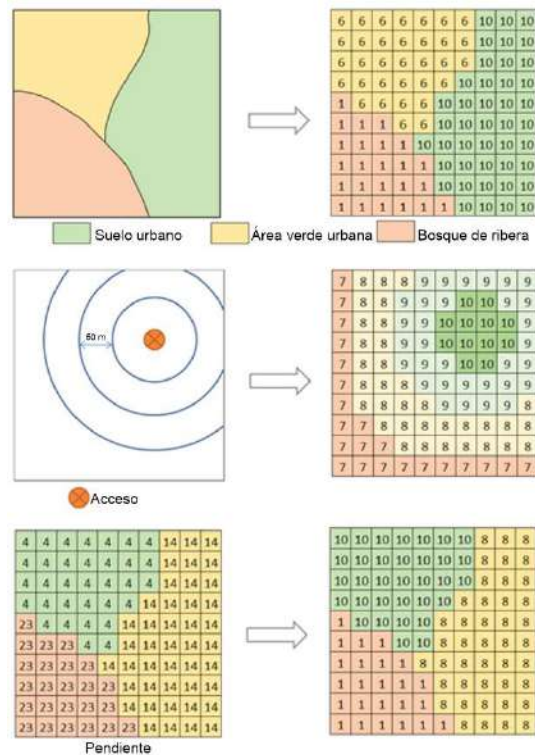 6 6 6 6 6 6 6 10 10 10
6 6 6 6 6 6 6 10 10 10
6 6 6 6 6 6 6 10 10 10
6 6 6 6 6 6 10 10 10 10
1 6 6 6 6 10 10 10 10 10
1 1 1 6 6 10 10 10 10 10
1 1 1 1 10 10 10 10 10 10
1 1 1 1 1 10 10 10 10 10
1 1 1 1 1 10 10 10 10 10
1 1 1 1 1 1 10 10 10 10
Suelo urbano Área verde urbana Bosque de ribera
60 m
7 8 8 8 9 9 9 9 9 9
7 8 8 9 9 9 10 10 9 9
7 8 8 9 9 10 10 10 10 9
7 8 8 9 9 10 10 10 10 9
7 8 8 9 9 9 10 10 9 9
7 8 8 8 9 9 9 9 9 9
7 8 8 8 8 9 9 9 9 8
7 7 8 8 8 8 8 8 8 8
7 7 7 8 8 8 8 8 8 8
7 7 7 7 7 7 7 7 7 7
Acceso
4 4 4 4 4 4 4 14 14 14
4 4 4 4 4 4 4 14 14 14
4 4 4 4 4 4 4 14 14 14
4 4 4 4 4 4 14 14 14 14
23 4 4 4 4 14 14 14 14 14
23 23 23 4 4 14 14 14 14 14
23 23 23 23 14 14 14 14 14 14
23 23 23 23 23 14 14 14 14 14
23 23 23 23 23 14 14 14 14 14
23 23 23 23 23 23 14 14 14 14
Pendiente
10 10 10 10 10 10 10 8 8 8
10 10 10 10 10 10 10 8 8 8
10 10 10 10 10 10 10 8 8 8
10 10 10 10 10 10 8 8 8 8
1 10 10 10 10 8 8 8 8 8
1 1 1 10 10 8 8 8 8 8
1 1 1 1 8 8 8 8 8 8
1 1 1 1 1 8 8 8 8 8
1 1 1 1 1 8 8 8 8 8
1 1 1 1 1 1 8 8 8 8